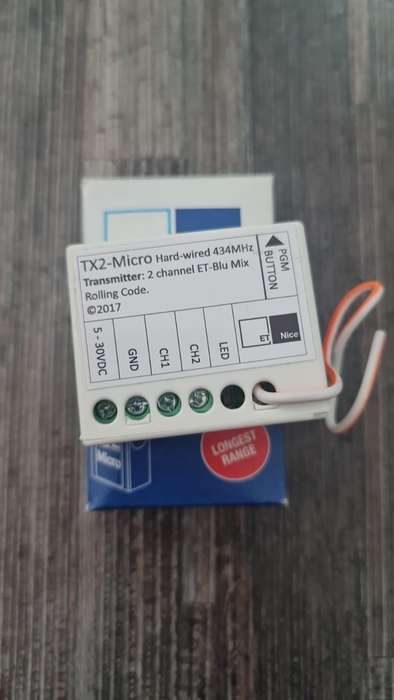 TX2-Micro Hard-wired 434MHz
Transmitter: 2 channel ET-Blu Mix
Rolling Code.
©2017
PGM
BUTTON
5 - 30VDC
GND
CH1
CH2
LED
ET
Nice
Micro
LONGEST
RANGE